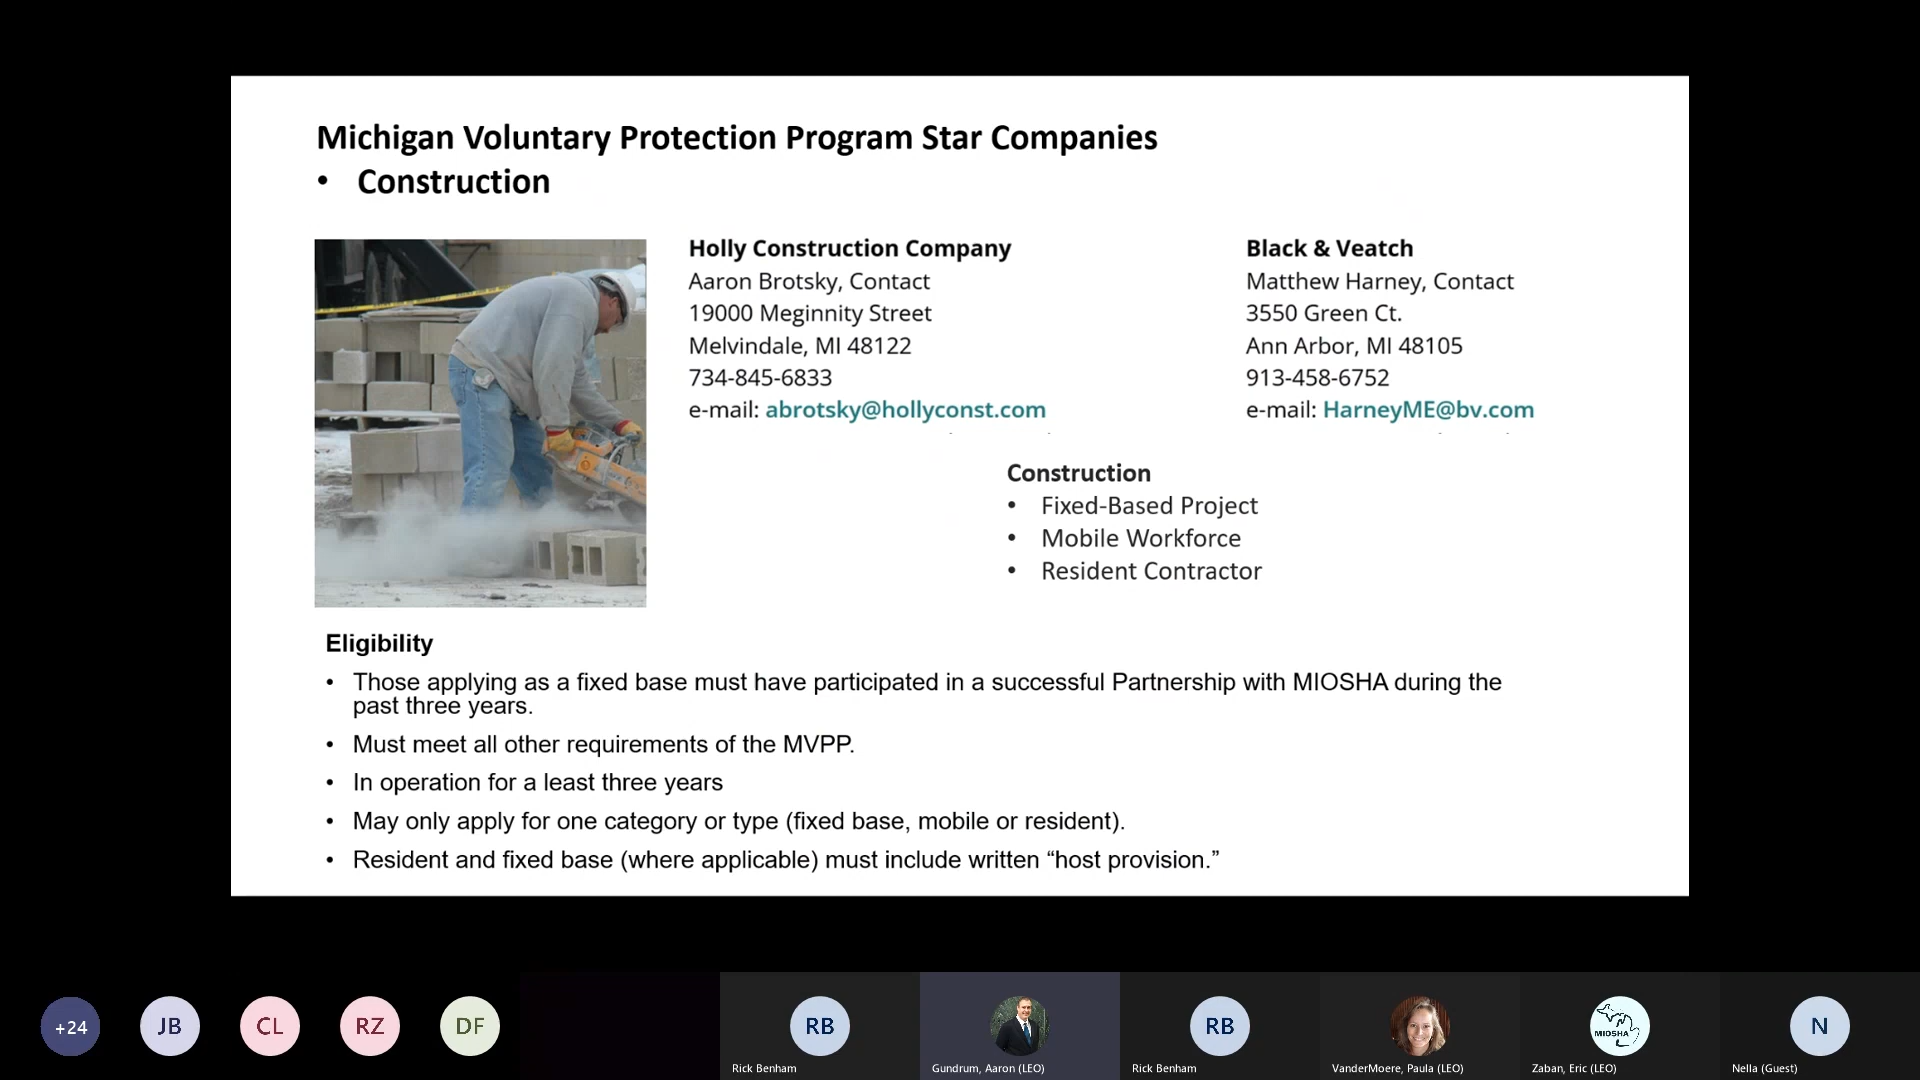 Michigan Voluntary Protection Program Star Companies
• Construction
Holly Construction Company
Aaron Brotsky, Contact
19000 Meginnity Street
Melvindale, MI 48122
734-845-6833
e-mail: abrotsky@hollyconst.com
Black & Veatch
Matthew Harney, Contact
3550 Green Ct.
Ann Arbor, MI 48105
913-458-6752
e-mail: HarneyME@bv.com
Construction
• Fixed-Based Project
• Mobile Workforce
• Resident Contractor
Eligibility
• Those applying as a fixed base must have participated in a successful Partnership with MIOSHA during the
past three years.
• Must meet all other requirements of the MVPP.
• In operation for a least three years
• May only apply for one category or type (fixed base, mobile or resident).
• Resident and fixed base (where applicable) must include written “host provision.”
+24
JB
CL
RZ
DF
RB
Rick Benham
Gundrum, Aaron (LEO)
RB
Rick Benham
VanderMoere, Paula (LEO)
MIOSHA
Zaban, Eric (LEO)
N
Nella (Guest)